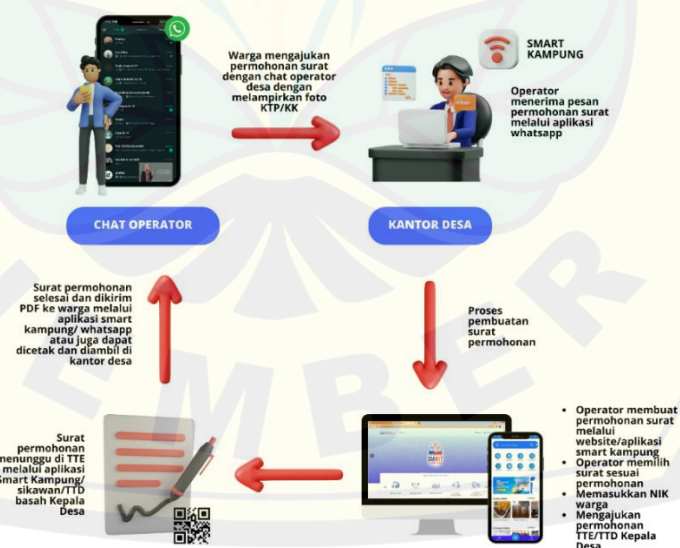 Warga mengajukan
permohonan surat
dengan chat operator
desa dengan
melampirkan foto
KTP/KK
SMART
KAMPUNG
Operator
menerima pesan
permohonan surat
melalui aplikasi
whatsapp
CHAT OPERATOR
KANTOR DESA
Surat permohonan
selesai dan dikirim
PDF ke warga melalui
aplikasi smart
kampung/ whatsapp
atau juga dapat
dicetak dan diambil di
kantor desa
Proses
pembuatan
surat
permohonan
Surat
permohonan
menunggu di TTE
melalui aplikasi
Smart Kampung/
sikawan/TTD
basah Kepala
Desa
• Operator membuat
permohonan surat
melalui
website/aplikasi
smart kampung
• Operator memilih
surat sesuai
permohonan
• Memasukkan NIK
warga
• Mengajukan
permohonan
TTE/TTD Kepala
Desa
SMART
EMBER